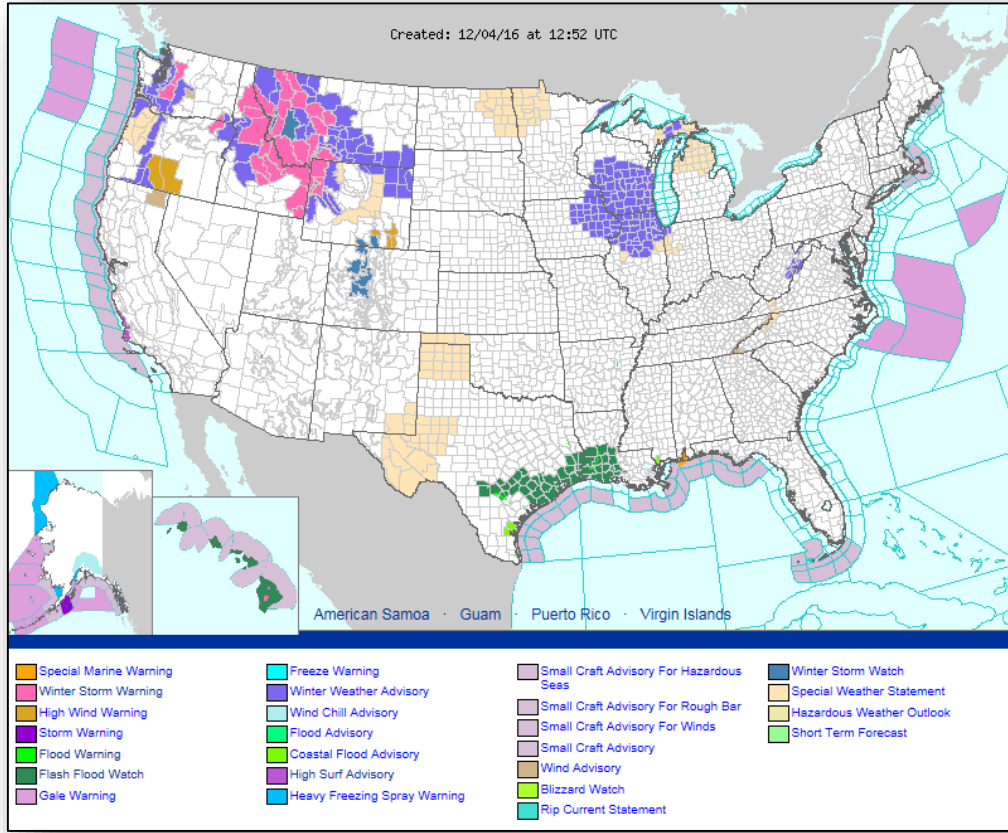 Created: 12/04/16 at 12:52 UTC
American Samoa · Guam · Puerto Rico · Virgin Islands
Special Marine Warning
Winter Storm Warning
High Wind Warning
Storm Warning
Flood Warning
Flash Flood Watch
Gale Warning
Freeze Warning
Winter Weather Advisory
Wind Chill Advisory
Flood Advisory
Coastal Flood Advisory
High Surf Advisory
Heavy Freezing Spray Warning
Small Craft Advisory For Hazardous
Seas
Small Craft Advisory For Rough Bar
Small Craft Advisory For Winds
Small Craft Advisory
Wind Advisory
Blizzard Watch
Rip Current Statement
Winter Storm Watch
Special Weather Statement
Hazardous Weather Outlook
Short Term Forecast